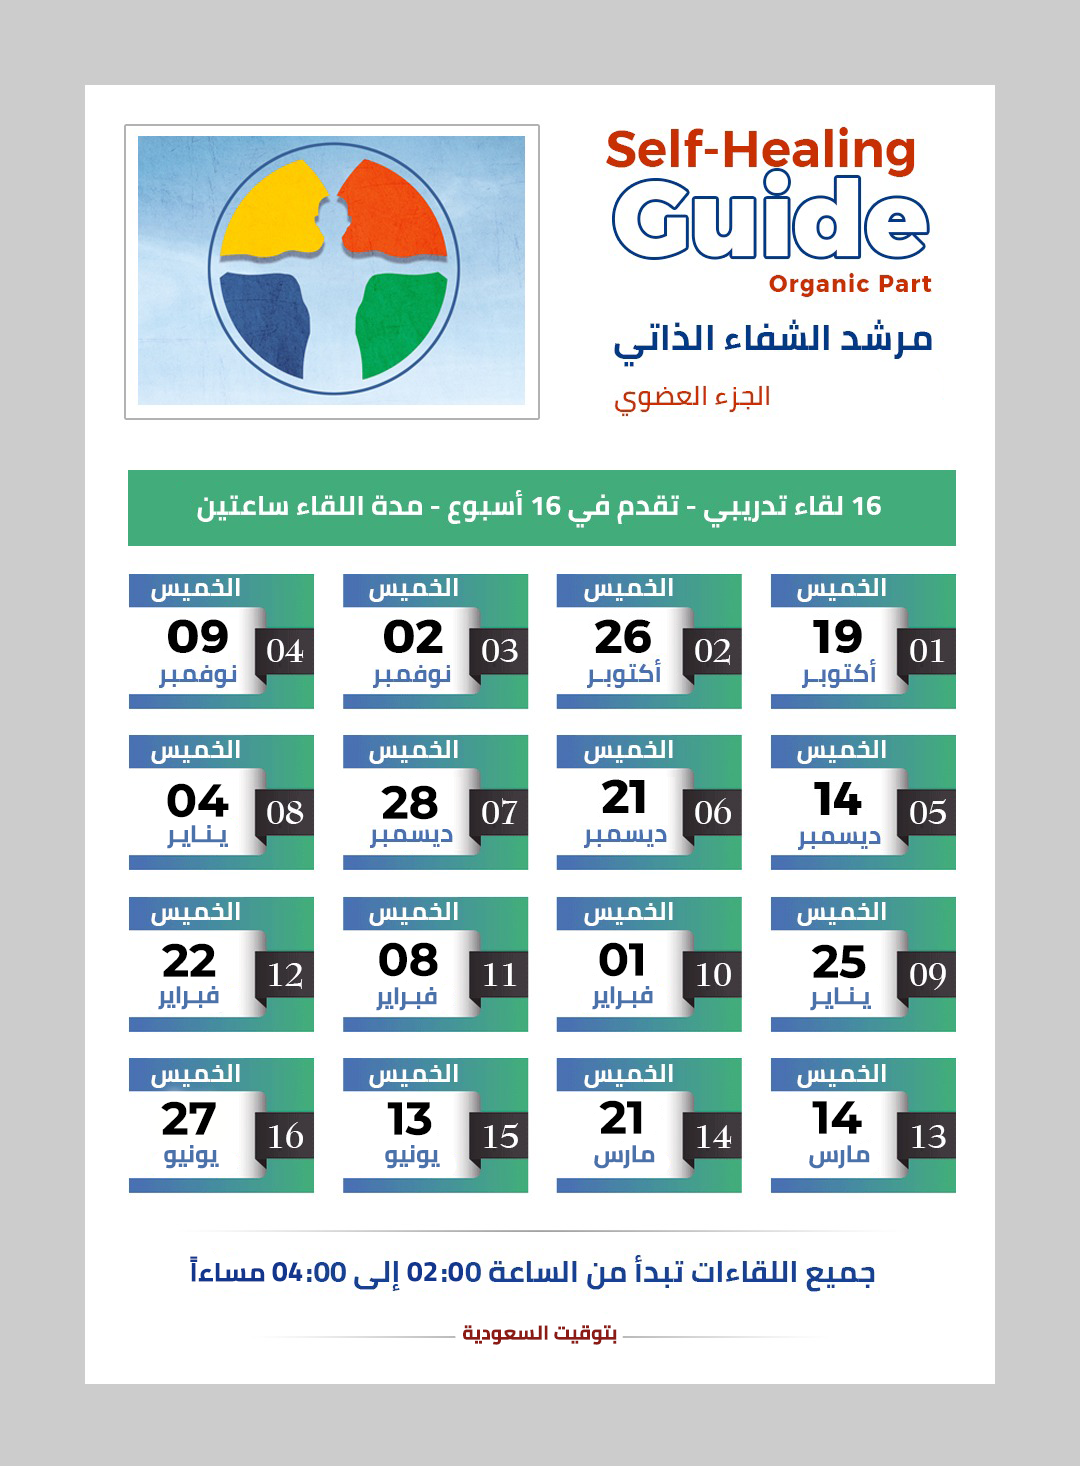 Self-Healing
Guide
Organic Part
مرشد الشفاء الذاتي
الجزء العضوي
16 لقاء تدريبي - تقدم في 16 أسبوع - مدة اللقاء ساعتين
الخميس
01
19
أكتوبر
الخميس
02
26
أكتوبر
الخميس
03
02
نوفمبر
الخميس
04
09
نوفمبر
الخميس
05
14
ديسمبر
الخميس
06
21
ديسمبر
الخميس
07
28
ديسمبر
الخميس
08
04
يناير
الخميس
09
25
يناير
الخميس
10
01
فبراير
الخميس
11
08
فبراير
الخميس
12
22
فبراير
الخميس
13
14
مارس
الخميس
14
21
مارس
الخميس
15
13
يونيو
الخميس
16
27
يونيو
جميع اللقاءات تبدأ من الساعة 02:00 إلى 04:00 مساءاً
بتوقيت السعودية